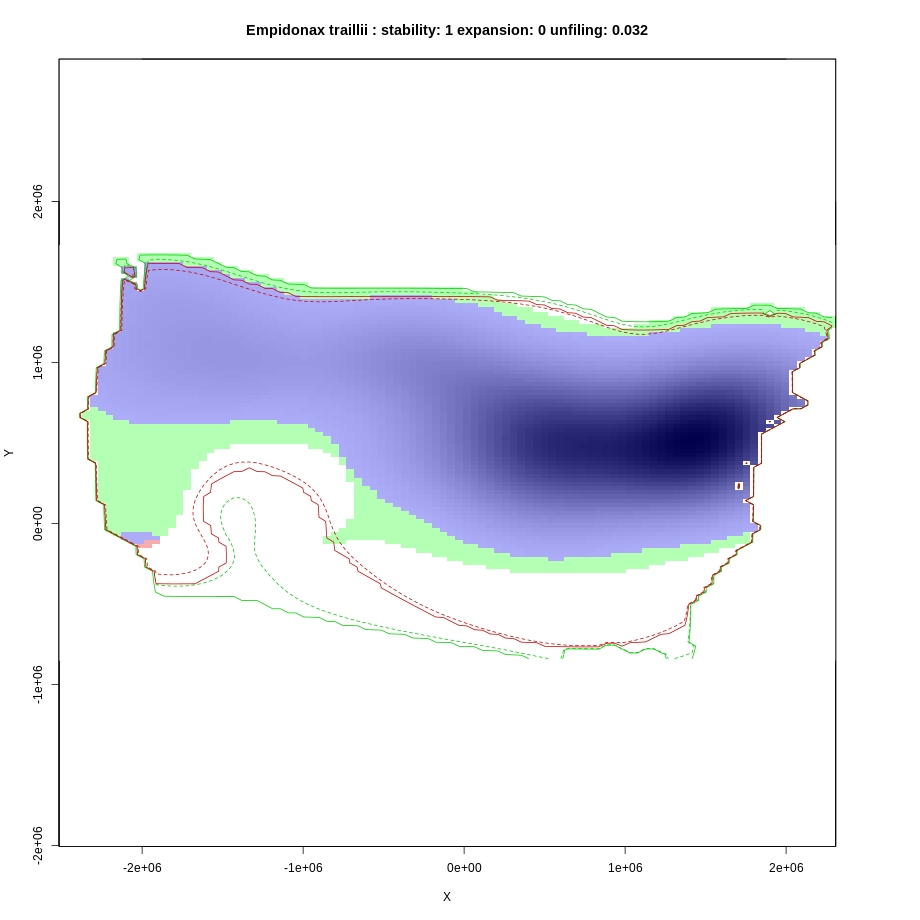 Empidonax traillii : stability: 1 expansion: 0 unfiling: 0.032
2e+06
1e+06
0e+00
-1e+06
-2e+06
Y
-2e+06 -1e+06 0e+00 1e+06 2e+06
X